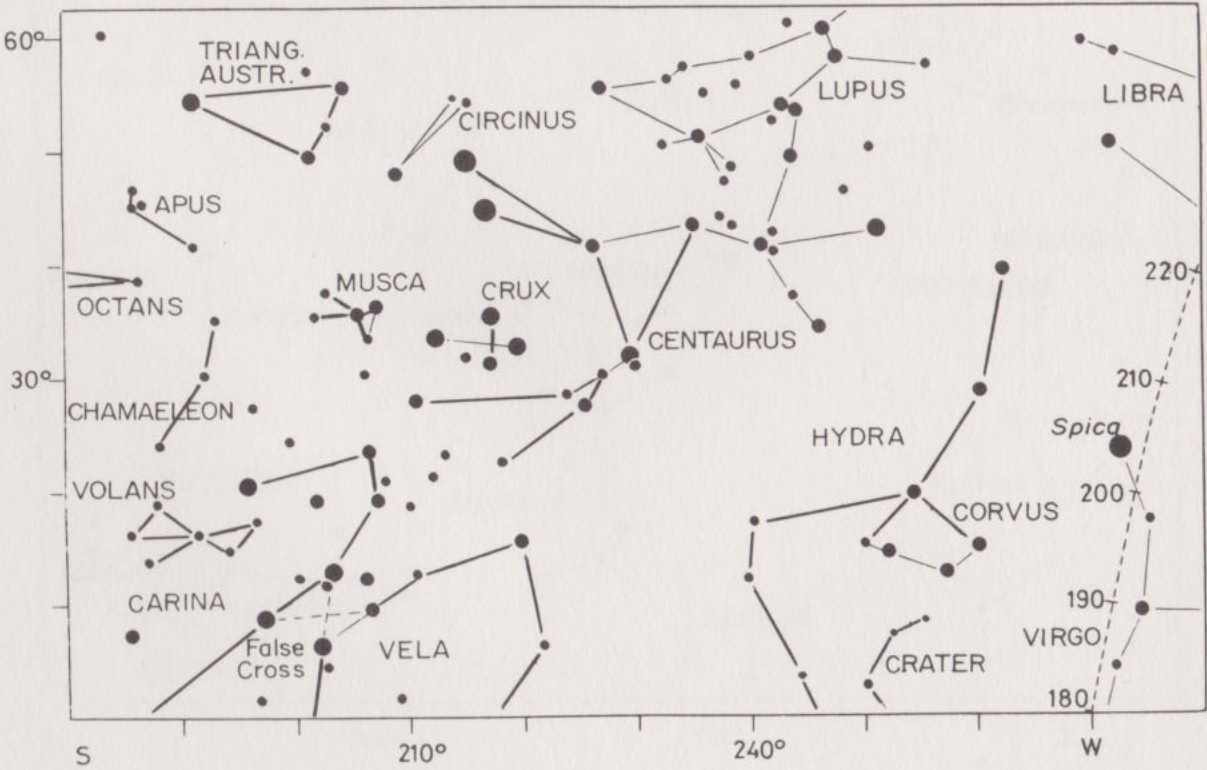 60°
TRIANG.
AUSTR.
CIRCINUS
LUPUS
LIBRA
APUS
OCTANS
MUSCA
CRUX
CENTAURUS
220
30°
210
CHAMAELEON
HYDRA
Spica
VOLANS
200
CORVUS
CARINA
190
False
Cross
VELA
CRATER
VIRGO
180
S
210°
240°
W